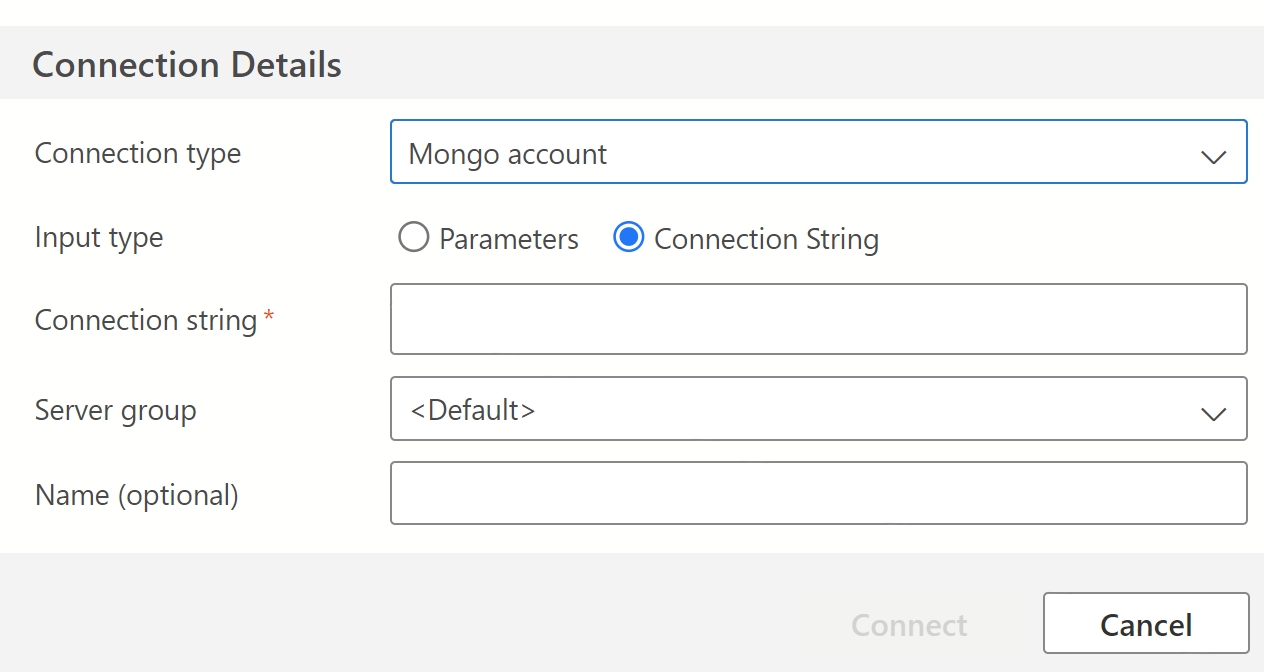 Connection Details
Connection type Mongo account
Input type Parameters Connection String
Connection string *
Server group <Default>
Name (optional)
Connect Cancel